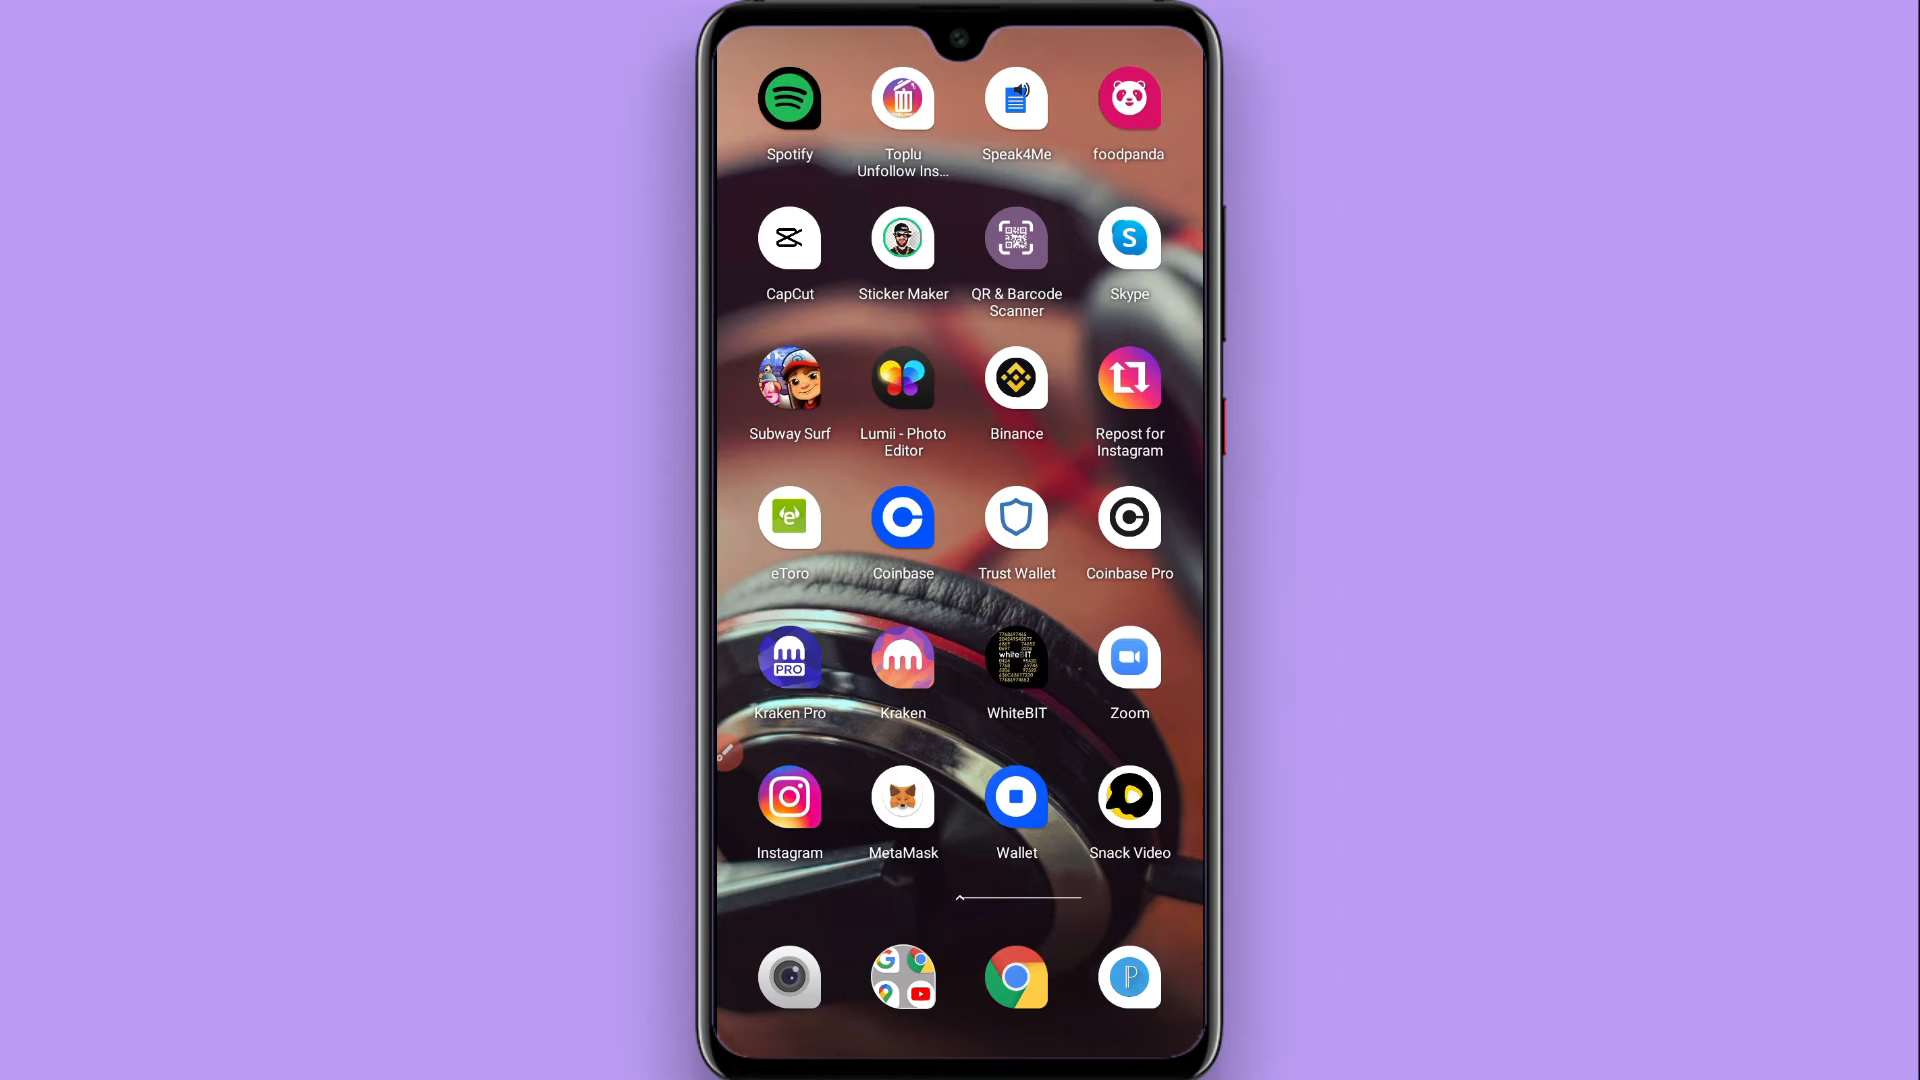 Spotify
Toplu
Unfollow Ins...
Speak4Me
foodpanda
CapCut
Sticker Maker
QR & Barcode
Scanner
S
Skype
Subway Surf
Lumii - Photo
Editor
Binance
Repost for
Instagram
e
eToro
Coinbase
Trust Wallet
Coinbase Pro
PRO
Kraken Pro
Kraken
whiteBIT
WhiteBIT
Zoom
Instagram
MetaMask
Wallet
Snack Video
G
P